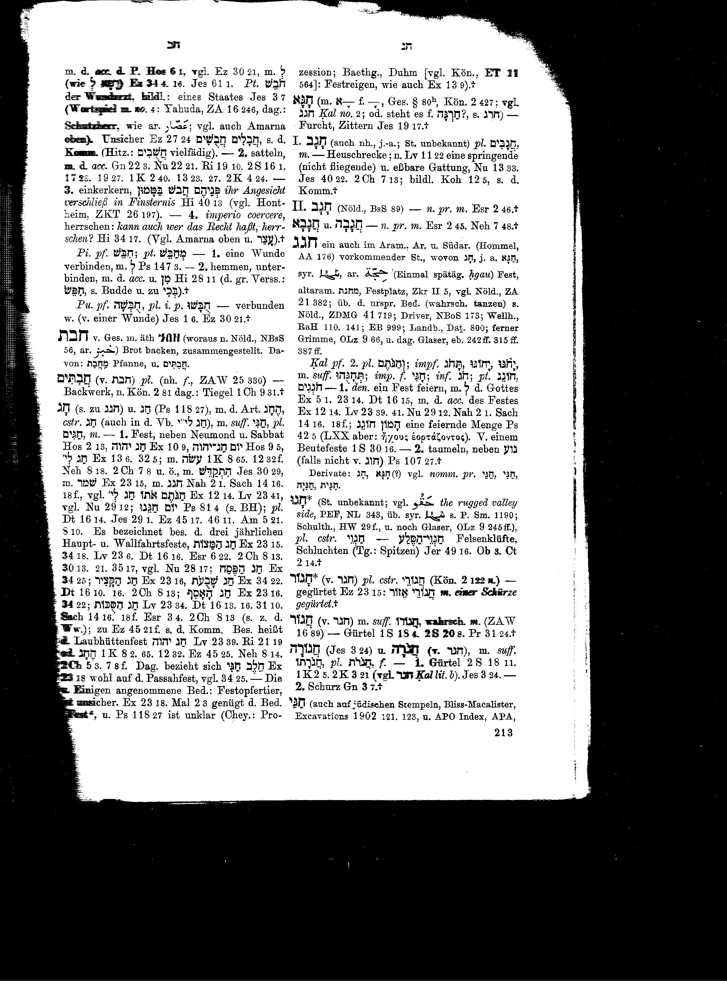 חב
חג
m. d. acc. d. P. Hos 6 1, vgl. Ez 30 21, m. לְ
(wie רָפָא לְ) Ez 34 4. 16. Jes 61 1. Pt. חֹבֵשׁ
der Wundarzt, bildl.: eines Staates Jes 3 7
(Wortspiel m. no. 4: Yahuda, ZA 16 246, dag.:
Schutzherr, wie ar. عَصَّار; vgl. auch Amarna
oben). Unsicher Ez 27 24 חֲבָלִים חֲבֻשִׁים, s. d.
Komm. (Hitz.: חֲשֻׁבִים vielfädig). — 2. satteln,
m. d. acc. Gn 22 3. Nu 22 21. Ri 19 10. 2S 16 1.
17 23. 19 27. 1K 2 40. 13 23. 27. 2K 4 24. —
3. einkerkern, פְּנֵיהֶם חֲבשׁ בַּטָּמוּן ihr Angesicht
verschließ in Finsternis Hi 40 13 (vgl. Hont-
heim, ZKT 26 197). — 4. imperio coercere,
herrschen: kann auch wer das Recht haßt, herr-
schen? Hi 34 17. (Vgl. Amarna oben u. עָצַר).†
Pi. pf. חִבֵּשׁ; pt. מְחַבֵּשׁ — 1. eine Wunde
verbinden, m. לְ Ps 147 3. — 2. hemmen, unter-
binden, m. d. acc. u. מִן Hi 28 11 (d. gr. Verss.:
חִפֵּשׂ, s. Budde u. zu בְּכִי).†
Pu. pf. חֻבְּשָׁה, pl. i. p. חֻבָּשׁוּ — verbunden
w. (v. einer Wunde) Jes 1 6. Ez 30 21.†
חבת v. Ges. m. äth ኀበዘ (woraus n. Nöld., NBsS
56, ar. خبز) Brot backen, zusammengestellt. Da-
von: מַחֲבַת Pfanne, u. חֲבִתִּים.
חֲבִתִּים (v. חבת) pl. (nh. f., ZAW 25 330) —
Backwerk, n. Kön. 2 81 dag.: Tiegel 1 Ch 9 31.†
חָג (s. zu חגג) u. חַג (Ps 118 27), m. d. Art. הֶחָג,
cstr. חַג (auch in d. Vb. חַג לי״י), m. suff. חַגִּי, pl.
חַגִּים, m. — 1. Fest, neben Neumond u. Sabbat
Hos 2 13, חַג יהוה Ex 10 9, יוֹם חַג־יהוה Hos 9 5,
חַג לַי׳ Ex 13 6. 32 5; m. עשׂה 1K 8 65. 12 32f.
Neh 8 18. 2 Ch 7 8 u. ö., m. הִתְקַדֵּשׁ Jes 30 29,
m. שׁמר Ex 23 15, m. חגג Nah 2 1. Sach 14 16.
18f., vgl. חַגֹּתֶם אֹתוֹ חַג לַי׳ Ex 12 14. Lv 23 41,
vgl. Nu 29 12; יוֹם חַגֵּנוּ Ps 81 4 (s. BH); pl.
Dt 16 14. Jes 29 1. Ez 45 17. 46 11. Am 5 21.
8 10. Es bezeichnet bes. d. drei jährlichen
Haupt- u. Wallfahrtsfeste, חַג הַמַּצּוֹת Ex 23 15.
34 18. Lv 23 6. Dt 16 16. Esr 6 22. 2 Ch 8 13.
30 13. 21. 35 17, vgl. Nu 28 17; חַג הַפֶּסַח Ex
34 25; חַג הַקָּצִיר Ex 23 16, חַג שָׁבֻעֹת Ex 34 22.
Dt 16 10. 16. 2 Ch 8 13; חַג הָאָסִף Ex 23 16.
34 22; חַג הַסֻּכּוֹת Lv 23 34. Dt 16 13. 16. 31 10.
Sach 14 16. 18f. Esr 3 4. 2 Ch 8 13 (s. z. d.
Ww.); zu Ez 45 21f. s. d. Komm. Bes. heißt
d. Laubhüttenfest חַג יהוה Lv 23 39. Ri 21 19
od. הֶחָג 1K 8 2. 65. 12 32. Ez 45 25. Neh 8 14.
2 Ch 5 3. 7 8f. Dag. bezieht sich חֵלֶב חַגִּי Ex
23 18 wohl auf d. Passahfest, vgl. 34 25. — Die
v. Einigen angenommene Bed.: Festopfertier,
ist unsicher. Ex 23 18. Mal 2 3 genügt d. Bed.
„Fest“, u. Ps 118 27 ist unklar (Chey.: Pro-
zession; Baethg., Duhm [vgl. Kön., ET 11
564]: Festreigen, wie auch Ex 13 9).†
חָגָּא (m. ‎—ָא f. —ָ, Ges. § 80ʰ, Kön. 2 427; vgl.
חגג Ḳal no. 2; od. steht es f. חַרְגָּה?, s. חרג) —
Furcht, Zittern Jes 19 17.†
I. חָגָב (auch nh., j.-a.; St. unbekannt) pl. חֲגָבִים,
m. — Heuschrecke; n. Lv 11 22 eine springende
(nicht fliegende) u. eßbare Gattung, Nu 13 33.
Jes 40 22. 2 Ch 7 13; bildl. Koh 12 5, s. d.
Komm.†
II. חָגָב (Nöld., BsS 89) — n. pr. m. Esr 2 46.†
חֲגָבָא u. חֲגָבָה — n. pr. m. Esr 2 45. Neh 7 48.†
חגג ein auch im Aram., Ar. u. Südar. (Hommel,
AA 176) vorkommender St., wovon חָג, j. a. חַגָּא,
syr. ܚܓܐ, ar. حِجَّة (Einmal spätäg. ḥgau) Fest,
altaram. מחגת, Festplatz, Zkr II 5, vgl. Nöld., ZA
21 382; üb. d. urspr. Bed. (wahrsch. tanzen) s.
Nöld., ZDMG 41 719; Driver, NBoS 173; Wellh.,
RaH 110. 141; EB 999; Landb., Daṯ. 800; ferner
Grimme, OLz 9 66, u. dag. Glaser, eb. 242ff. 315 ff.
387 ff.
Ḳal pf. 2. pl. וְחַגֹּתֶם; impf. תָּחֹג, יָחוֹגּוּ, יָחֹגּוּ,
m. suff. תְּחָגֻּהוּ; imp. f. חָגִּי; inf. חֹג; pt. חוֹגֵג,
חֹגְגִים — 1. den. ein Fest feiern, m. לְ d. Gottes
Ex 5 1. 23 14. Dt 16 15, m. d. acc. des Festes
Ex 12 14. Lv 23 39. 41. Nu 29 12. Nah 2 1. Sach
14 16. 18 f.; הָמוֹן חוֹגֵג eine feiernde Menge Ps
42 5 (LXX aber: ἤχους ἑορτάζοντος). V. einem
Beutefeste 1 S 30 16. — 2. taumeln, neben נוע
(falls nicht v. חוג) Ps 107 27.†
Derivate: חָג, חָגָּא(?) vgl. nomm. pr. חַגַּי, חַגִּי,
חַגִּיָּה, חַגִּית.
חָגוּ* (St. unbekannt; vgl. حَقْو the rugged valley
side, PEF, NL 343, üb. syr. ܚܓܐ s. P. Sm. 1190;
Schulth., HW 29f., u. noch Glaser, OLz 9 245ff.),
pl. cstr. חַגְוֵי — חַגְוֵי־הַסֶּלַע Felsenklüfte,
Schluchten (Tg.: Spitzen) Jer 49 16. Ob 3. Ct
2 14.†
חָגוֹר* (v. חגר) pl. cstr. חֲגוֹרֵי (Kön. 2 122 n.) —
gegürtet Ez 23 15: חֲגוֹרֵי אֵזוֹר m. einer Schürze
gegürtet.†
חֲגוֹר (v. חגר) m. suff. חֲגוֹרוֹ, wahrsch. m. (ZAW
16 89) — Gürtel 1 S 18 4. 2S 20 8. Pr 31 24.†
חֲגוֹרָה (Jes 3 24) u. חֲגֹרָה (v. חגר), m. suff.
חֲגֹרָתוֹ, pl. חֲגֹרֹת, f. — 1. Gürtel 2 S 18 11.
1K 2 5. 2K 3 21 (vgl. חגר Ḳal lit. b). Jes 3 24. —
2. Schurz Gn 3 7.†
חַגַּי (auch auf jüdischen Stempeln, Bliss-Macalister,
Excavations 1902 121. 123, u. APO Index, APA,
213